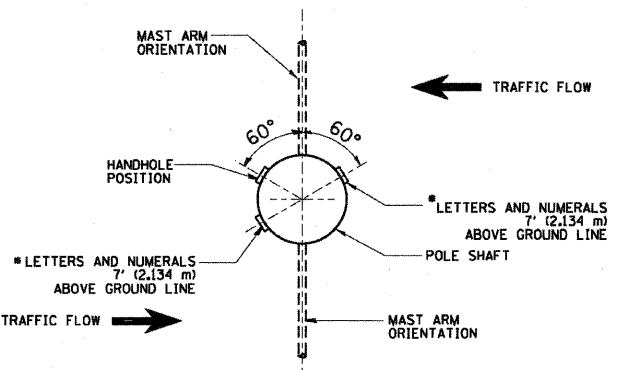 MAST ARM
ORIENTATION
TRAFFIC FLOW
60°
60°
HANDHOLE
POSITION
*LETTERS AND NUMERALS
7' (2.134 m)
ABOVE GROUND LINE
POLE SHAFT
*LETTERS AND NUMERALS
7' (2.134 m)
ABOVE GROUND LINE
TRAFFIC FLOW
MAST ARM
ORIENTATION